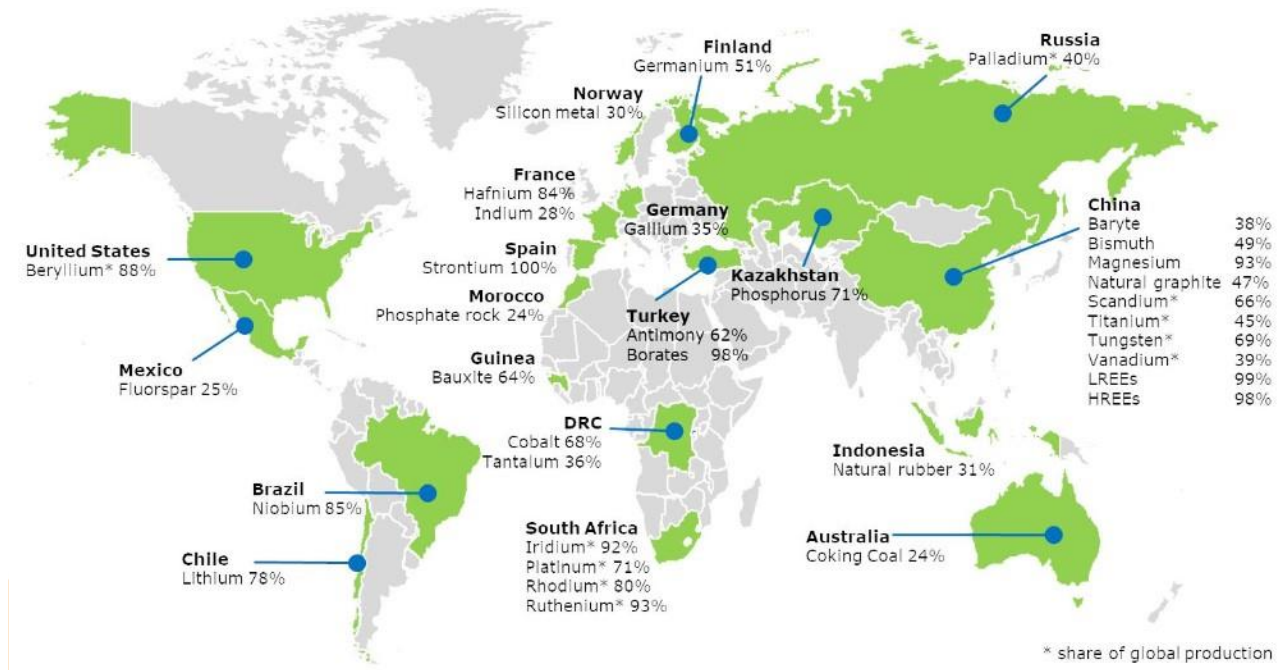 Finland
Germanium 51%
Russia
Palladium* 40%
Norway
Silicon metal 30%
France
Hafnium 84%
Indium 28%
Germany
Gallium 35%
China
Baryte 38%
Bismuth 49%
Magnesium 93%
Natural graphite 47%
Scandium* 66%
Titanium* 45%
Tungsten* 69%
Vanadium* 39%
LREEs 99%
HREEs 98%
United States
Beryllium* 88%
Spain
Strontium 100%
Kazakhstan
Phosphorus 71%
Morocco
Phosphate rock 24%
Turkey
Antimony 62%
Borates 98%
Mexico
Fluorspar 25%
Guinea
Bauxite 64%
DRC
Cobalt 68%
Tantalum 36%
Indonesia
Natural rubber 31%
Brazil
Niobium 85%
South Africa
Iridium* 92%
Platinum* 71%
Rhodium* 80%
Ruthenium* 93%
Australia
Coking Coal 24%
Chile
Lithium 78%
* share of global production